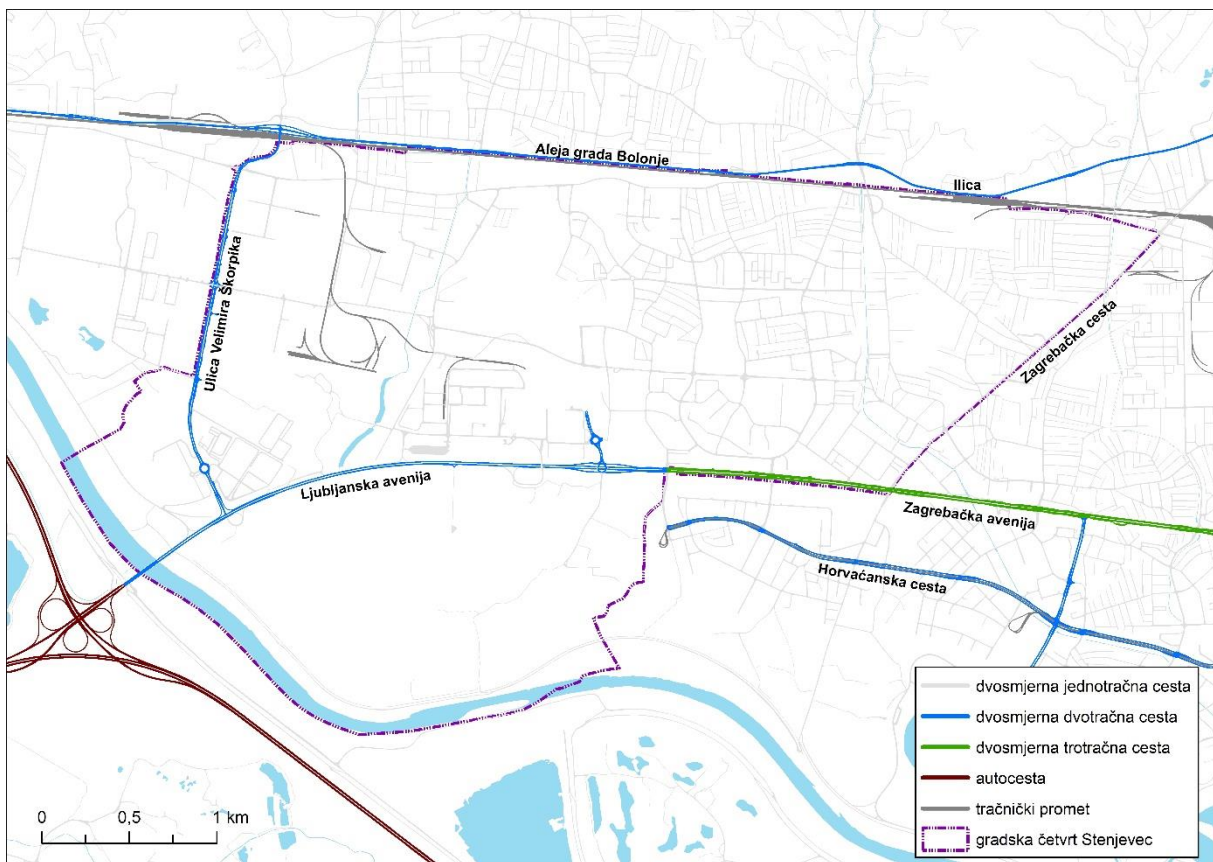 Aleja grada Bolonje
Ilica
Ulica Velimira Škorpika
Zagrebačka cesta
Ljubljanska avenija
Zagrebačka avenija
Horvaćanska cesta
dvosmjerna jednotračna cesta
dvosmjerna dvotračna cesta
dvosmjerna trotračna cesta
autocesta
tračnički promet
gradska četvrt Stenjevec
0 0,5 1 km